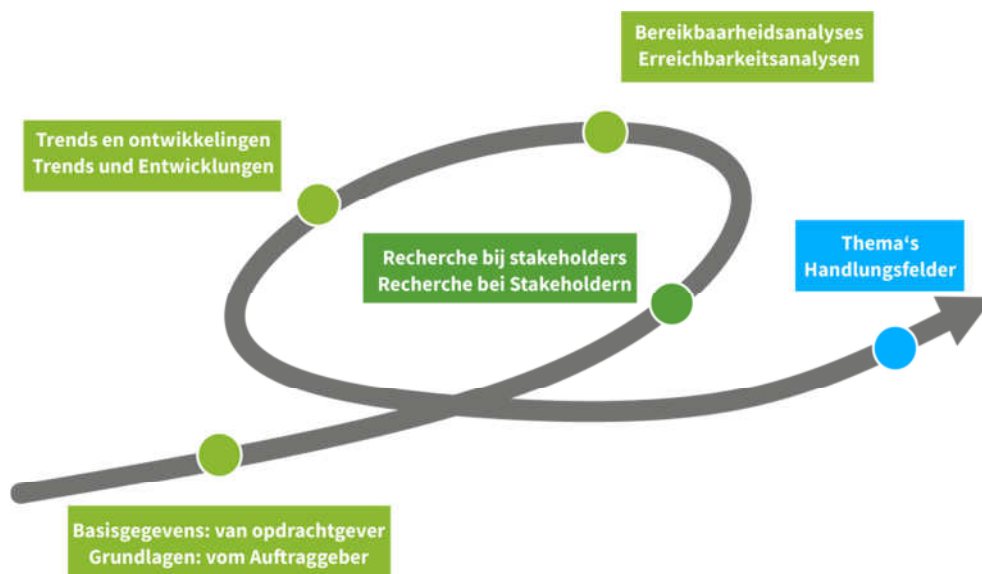 Bereikbaarheidsanalyses
Erreichbarkeitsanalysen
Trends en ontwikkelingen
Trends und Entwicklungen
Recherche bij stakeholders
Recherche bei Stakeholdern
Thema‘s
Handlungsfelder
Basisgegevens: van opdrachtgever
Grundlagen: vom Auftraggeber